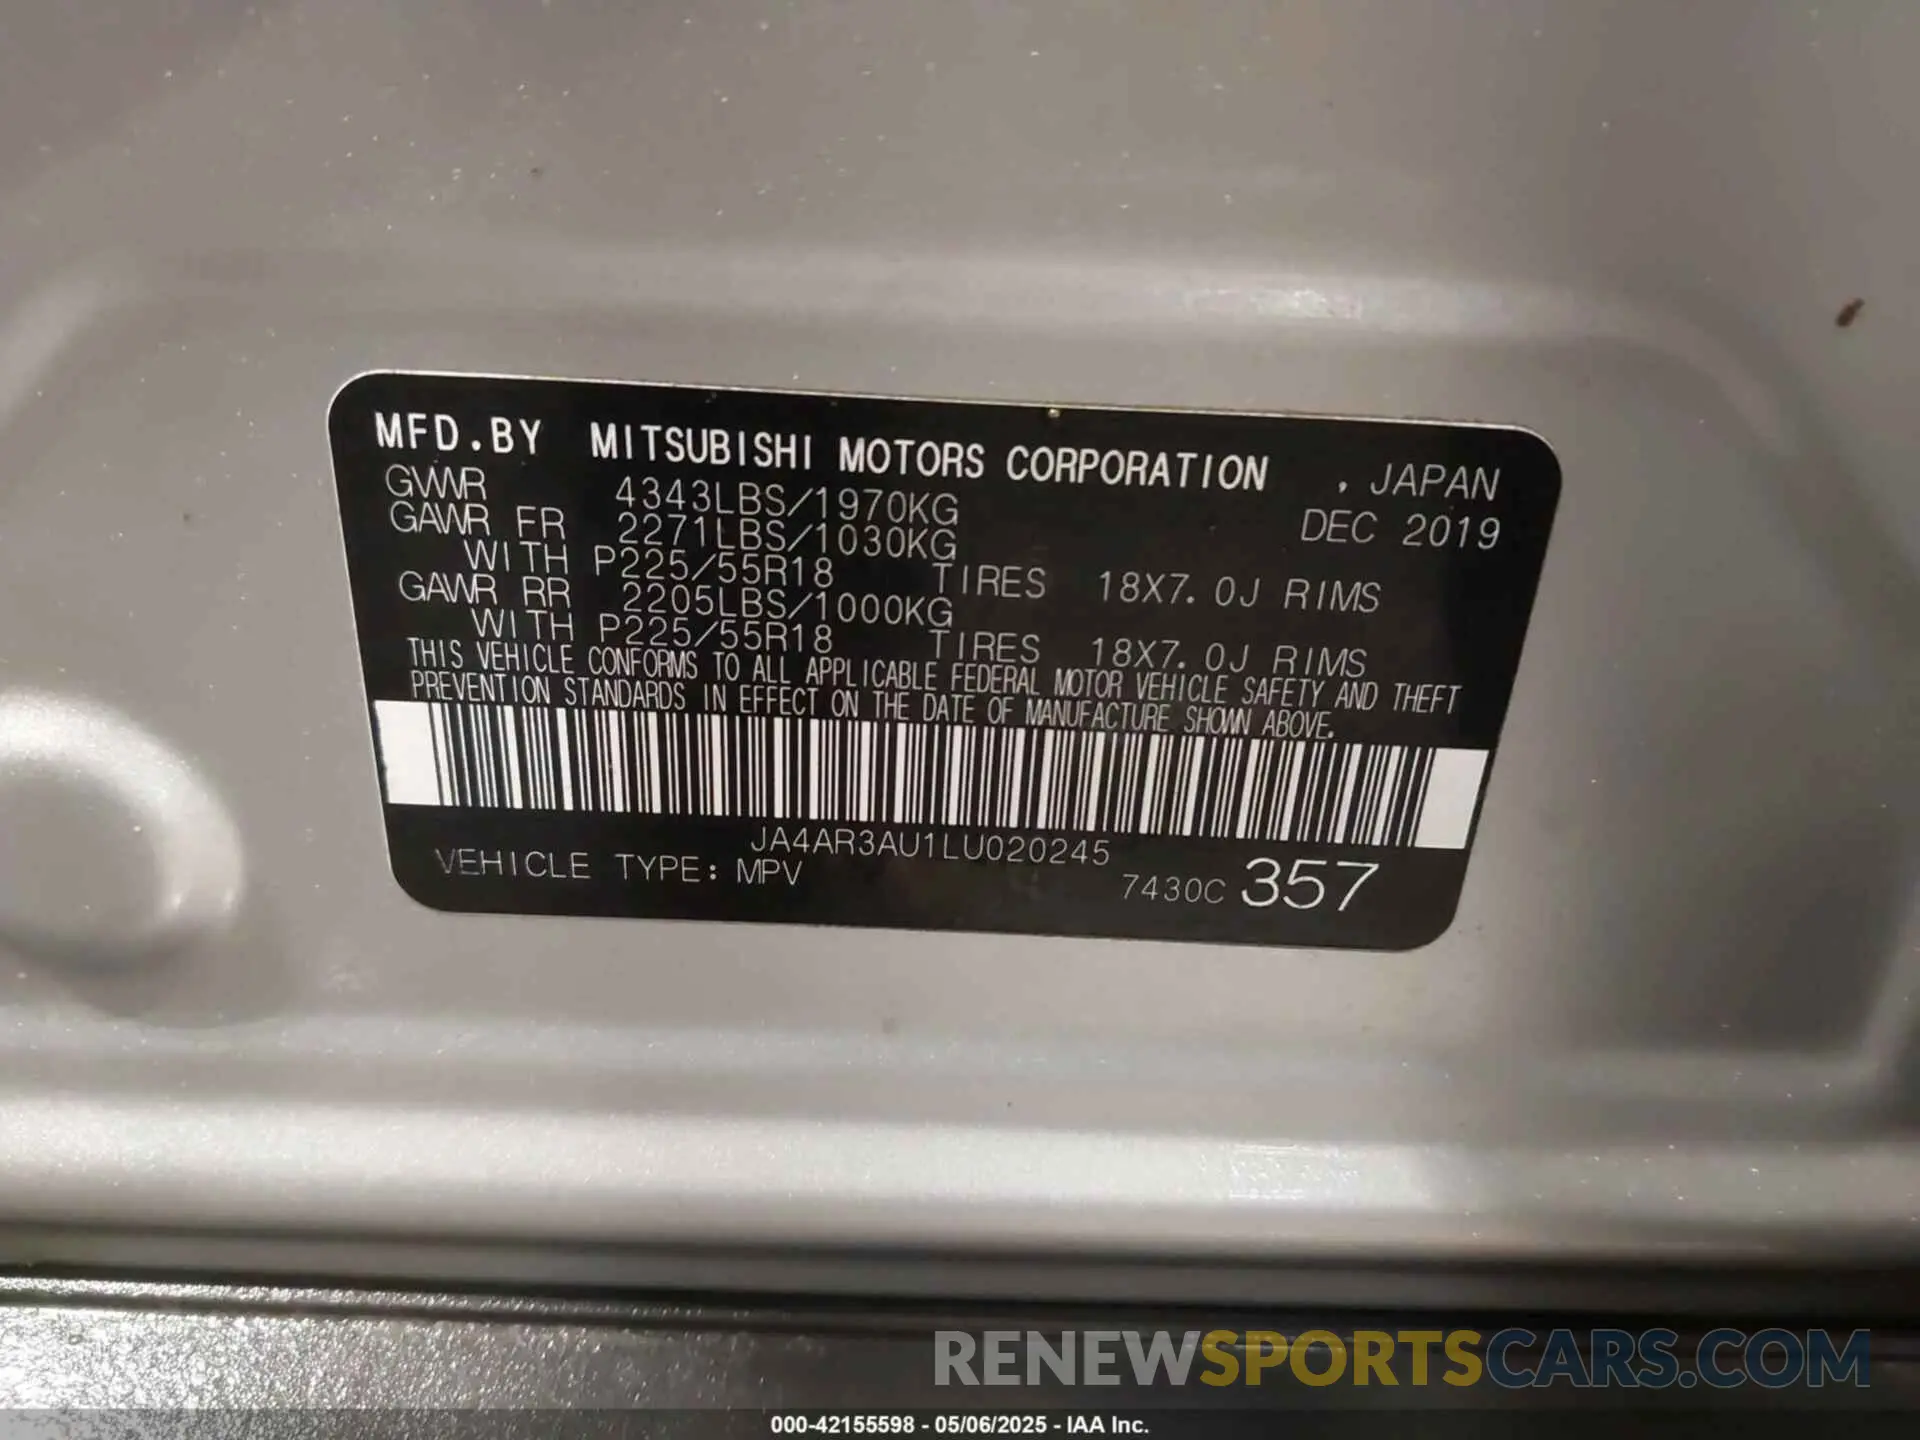 MFD.BY MITSUBISHI MOTORS CORPORATION , JAPAN
GVWR 4343LBS/1970KG DEC 2019
GAWR FR 2271LBS/1030KG
WITH P225/55R18 TIRES 18X7.0J RIMS
GAWR RR 2205LBS/1000KG
WITH P225/55R18 TIRES 18X7.0J RIMS
THIS VEHICLE CONFORMS TO ALL APPLICABLE FEDERAL MOTOR VEHICLE SAFETY AND THEFT
PREVENTION STANDARDS IN EFFECT ON THE DATE OF MANUFACTURE SHOWN ABOVE.
JA4AR3AU1LU020245
VEHICLE TYPE: MPV 7430C 357
RENEWSPORTSCARS.COM
000-42155598 - 05/06/2025 - IAA Inc.